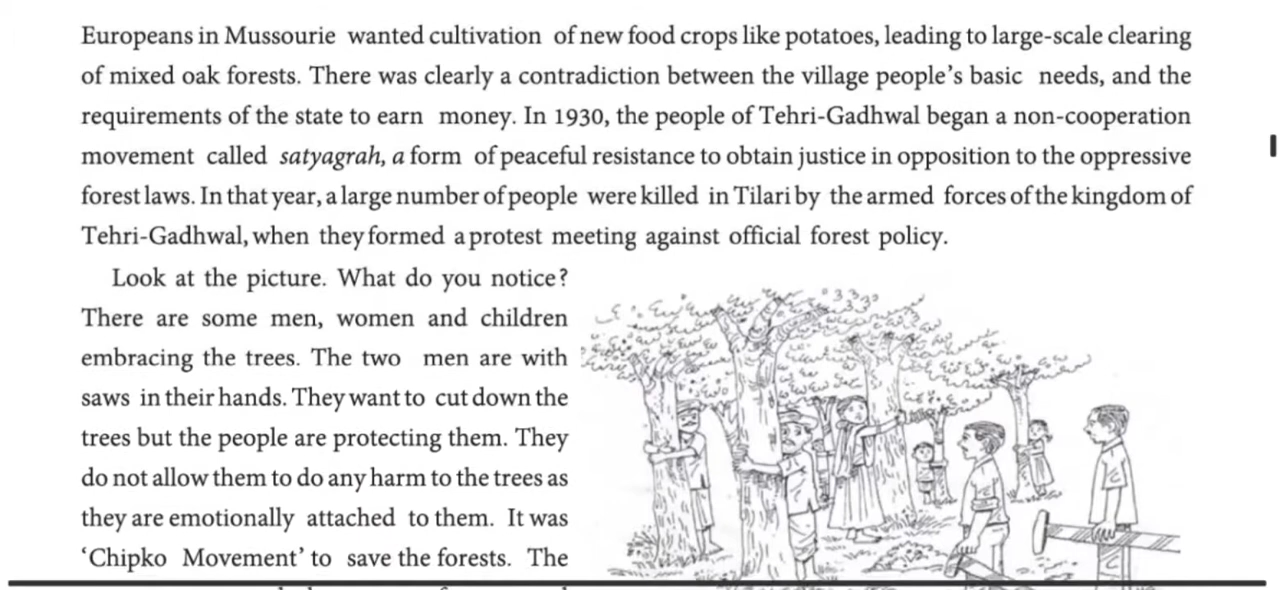 Europeans in Mussourie wanted cultivation of new food crops like potatoes, leading to large-scale clearing
of mixed oak forests. There was clearly a contradiction between the village people's basic needs, and the
requirements of the state to earn money. In 1930, the people of Tehri-Gadhwal began a non-cooperation
movement called satyagrah, a form of peaceful resistance to obtain justice in opposition to the oppressive
forest laws. In that year, a large number of people were killed in Tilari by the armed forces of the kingdom of
Tehri-Gadhwal, when they formed a protest meeting against official forest policy.
Look at the picture. What do you notice?
There are some men, women and children
embracing the trees. The two men are with
saws in their hands. They want to cut down the
trees but the people are protecting them. They
do not allow them to do any harm to the trees as
they are emotionally attached to them. It was
‘Chipko Movement’ to save the forests. The